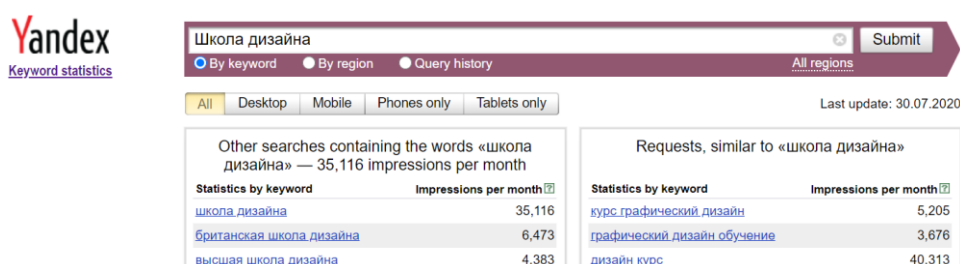 Yandex
Keyword statistics
Школа дизайна
Submit
By keyword By region Query history
All regions
All Desktop Mobile Phones only Tablets only
Last update: 30.07.2020
Other searches containing the words «школа
дизайна» — 35,116 impressions per month
Statistics by keyword Impressions per month ?
школа дизайна 35,116
британская школа дизайна 6,473
высшая школа дизайна 4,383
Requests, similar to «школа дизайна»
Statistics by keyword Impressions per month ?
курс графический дизайн 5,205
графический дизайн обучение 3,676
дизайн курс 40,313